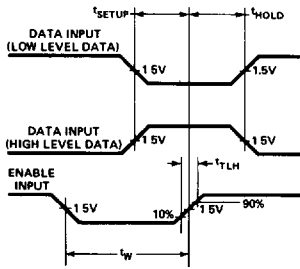 tSETUP tHOLD
DATA INPUT
(LOW LEVEL DATA)
1 5V 1.5V
DATA INPUT
(HIGH LEVEL DATA)
1 5V 1 5V
tTLH
ENABLE
INPUT
1 5V 10% 1 5V 90%
tW